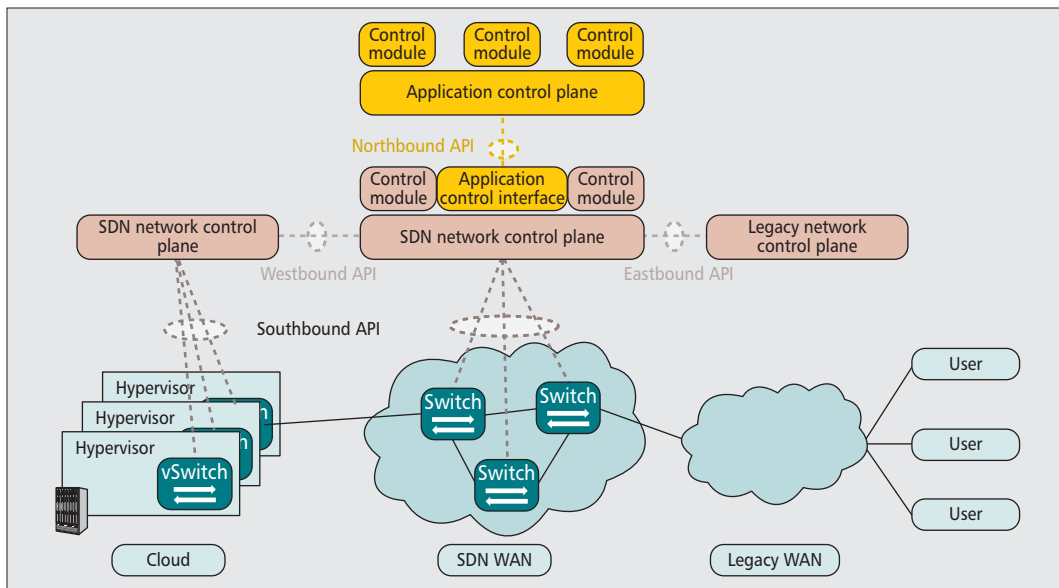 Control
module
Control
module
Control
module
Application control plane
Northbound API
Control
module
Application
control interface
Control
module
SDN network control
plane
SDN network control plane
Legacy network
control plane
Westbound API
Eastbound API
Southbound API
Hypervisor
Hypervisor
Hypervisor
vSwitch
Switch
Switch
Switch
User
User
User
Cloud
SDN WAN
Legacy WAN